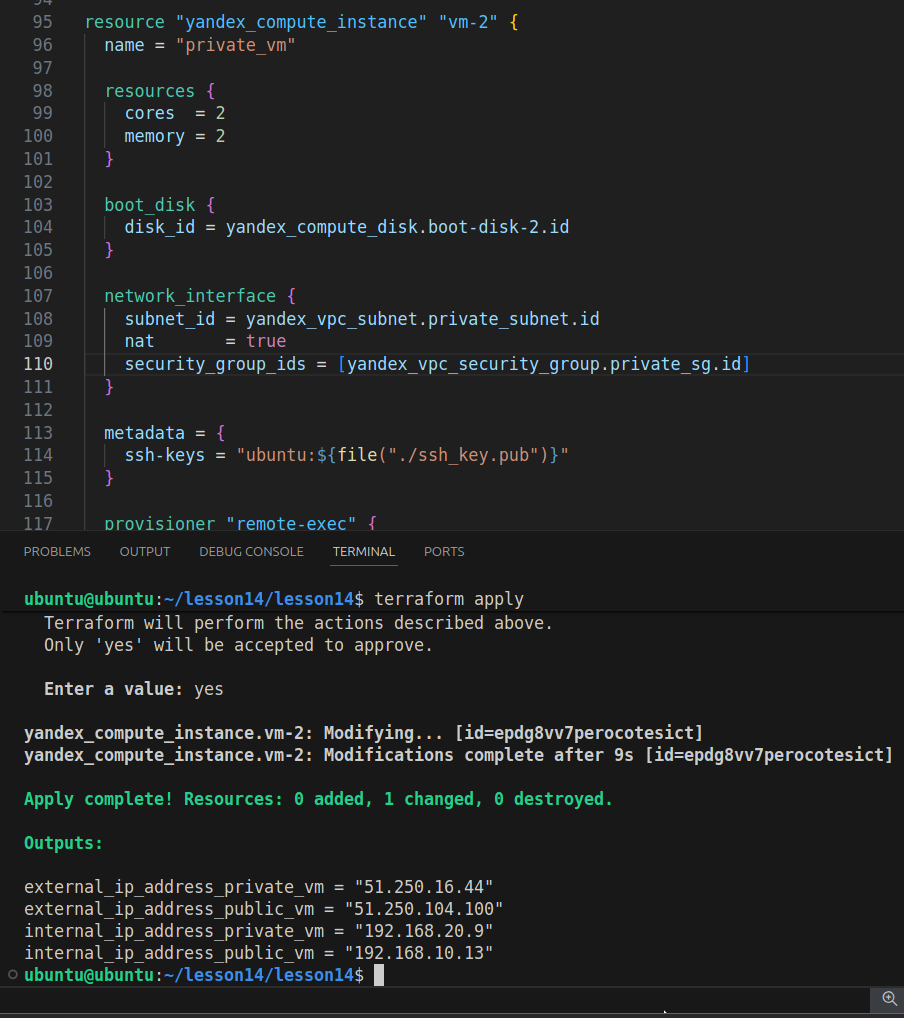 95 resource "yandex_compute_instance" "vm-2" {
96 name = "private_vm"
97
98 resources {
99 cores  = 2
100 memory = 2
101 }
102
103 boot_disk {
104 disk_id = yandex_compute_disk.boot-disk-2.id
105 }
106
107 network_interface {
108 subnet_id = yandex_vpc_subnet.private_subnet.id
109 nat       = true
110 security_group_ids = [yandex_vpc_security_group.private_sg.id]
111 }
112
113 metadata = {
114 ssh-keys = "ubuntu:${file("./ssh_key.pub")}"
115 }
116
117 provisioner "remote-exec" {
PROBLEMS OUTPUT DEBUG CONSOLE TERMINAL PORTS
ubuntu@ubuntu:~/lesson14/lesson14$ terraform apply
Terraform will perform the actions described above.
Only 'yes' will be accepted to approve.
Enter a value: yes
yandex_compute_instance.vm-2: Modifying... [id=epdg8vv7perocotesict]
yandex_compute_instance.vm-2: Modifications complete after 9s [id=epdg8vv7perocotesict]
Apply complete! Resources: 0 added, 1 changed, 0 destroyed.
Outputs:
external_ip_address_private_vm = "51.250.16.44"
external_ip_address_public_vm = "51.250.104.100"
internal_ip_address_private_vm = "192.168.20.9"
internal_ip_address_public_vm = "192.168.10.13"
ubuntu@ubuntu:~/lesson14/lesson14$